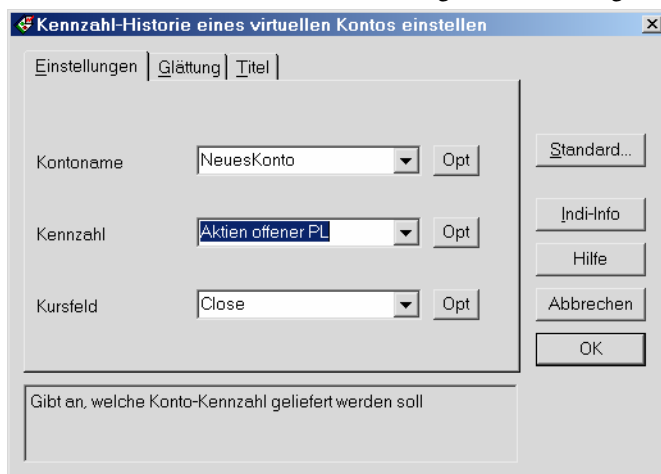 Kennzahl-Historie eines virtuellen Kontos einstellen
Einstellungen Glättung Titel
Kontoname NeuesKonto Opt
Kennzahl Aktien offener PL Opt
Kursfeld Close Opt
Standard...
Indi-Info
Hilfe
Abbrechen
OK
Gibt an, welche Konto-Kennzahl geliefert werden soll